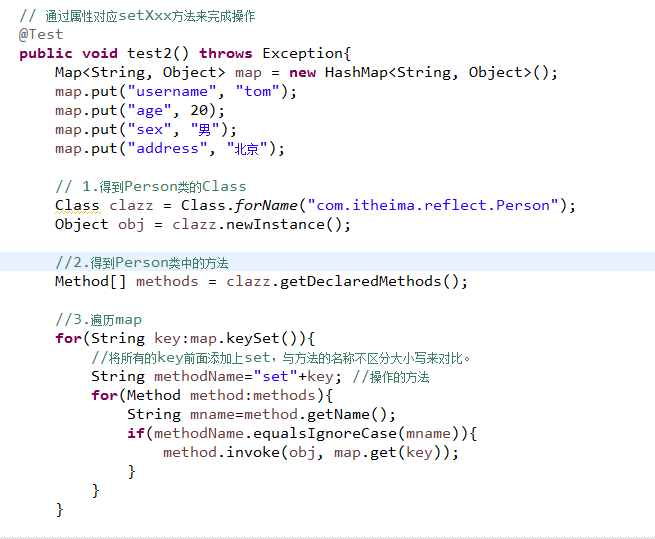 // 通过属性对应setXxx方法来完成操作
@Test
public void test2() throws Exception{
    Map<String, Object> map = new HashMap<String, Object>();
    map.put("username", "tom");
    map.put("age", 20);
    map.put("sex", "男");
    map.put("address", "北京");

    // 1.得到Person类的Class
    Class clazz = Class.forName("com.itheima.reflect.Person");
    Object obj = clazz.newInstance();

    //2.得到Person类中的方法
    Method[] methods = clazz.getDeclaredMethods();

    //3.遍历map
    for(String key:map.keySet()){
        //将所有的key前面添加上set，与方法的名称不区分大小写来对比。
        String methodName="set"+key; //操作的方法
        for(Method method:methods){
            String mname=method.getName();
            if(methodName.equalsIgnoreCase(mname)){
                method.invoke(obj, map.get(key));
            }
        }
    }